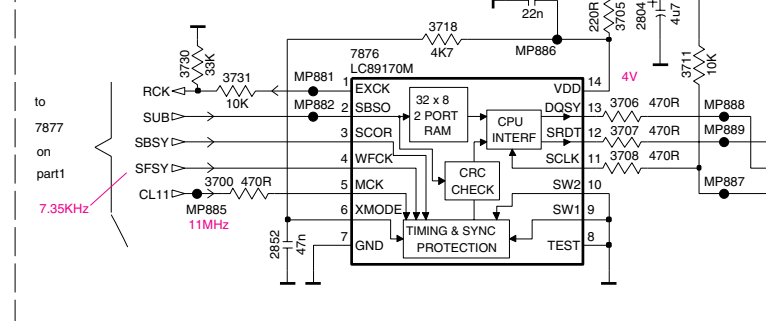 22n
220R
3705
2804
4u7
3718
4K7
MP886
3730
33K
3711
10K
7876
LC89170M
4V
RCK
3731
10K
MP881
1
EXCK
VDD
14
SUB
MP882
2
SBSO
32 x 8
2 PORT
RAM
CPU
INTERF
DQSY
13
3706
470R
MP888
to
7877
on
part1
SBSY
3
SCOR
SRDT
12
3707
470R
MP889
SFSY
4
WFCK
CRC
CHECK
SCLK
11
3708
470R
7.35KHz
CL11
3700
470R
MP885
11MHz
5
MCK
SW2
10
MP887
6
XMODE
TIMING & SYNC
PROTECTION
SW1
9
2852
47n
7
GND
TEST
8